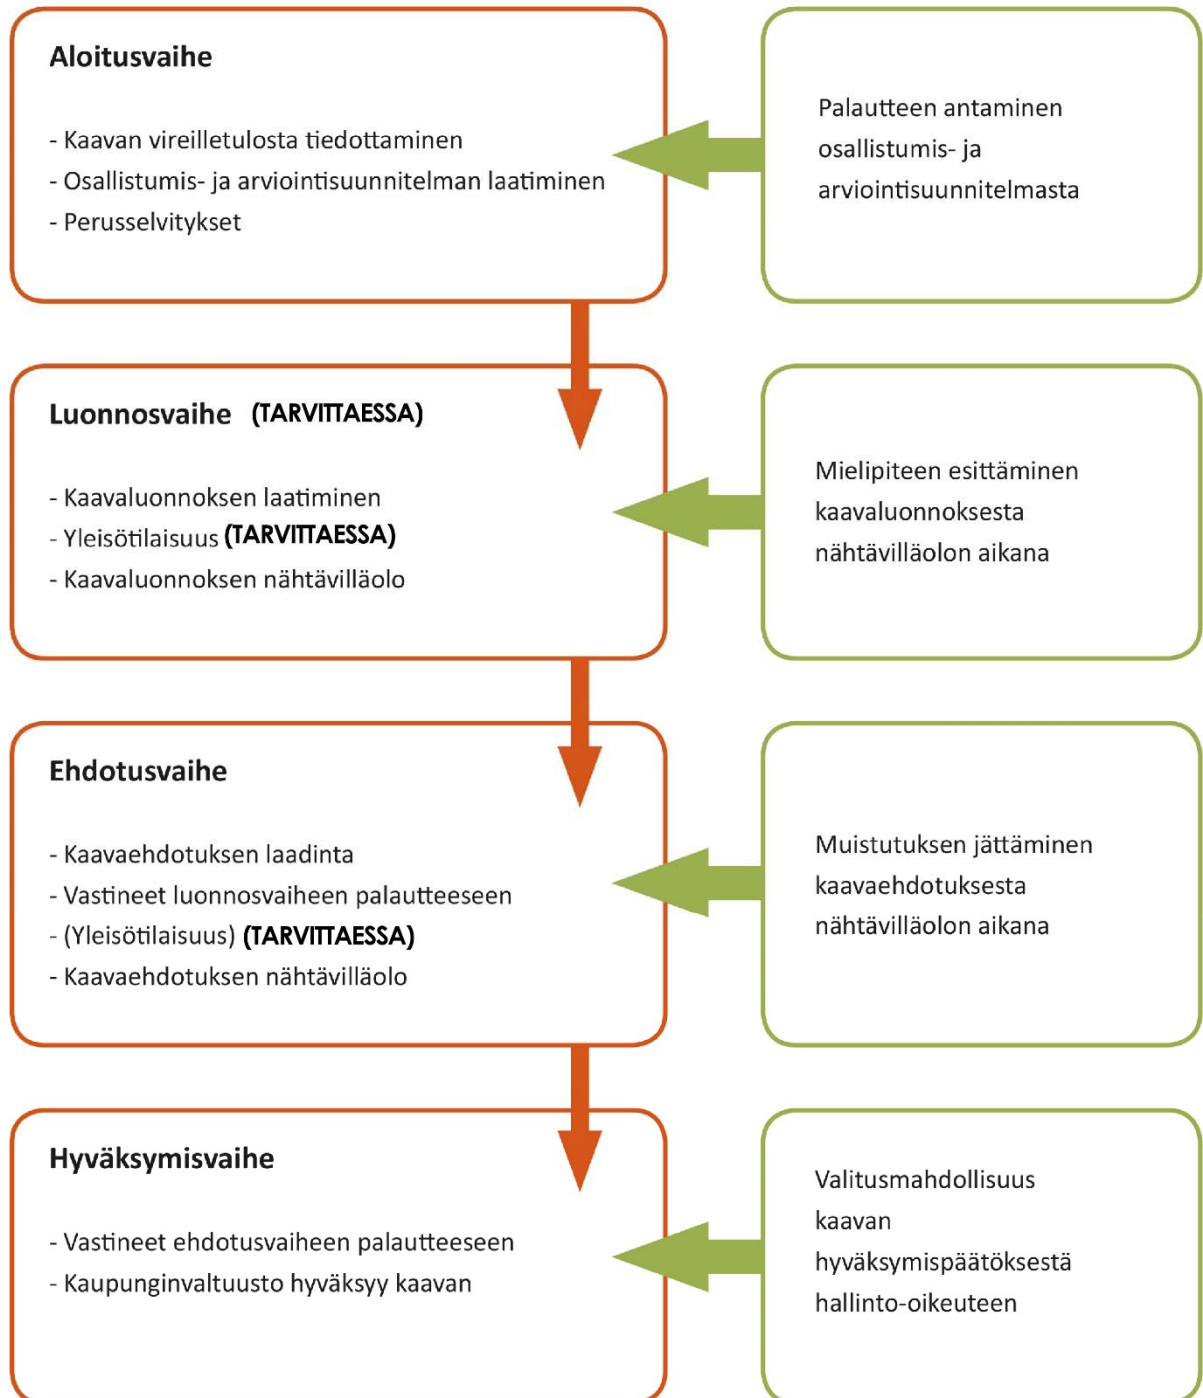 Aloitusvaihe
- Kaavan vireilletulosta tiedottaminen
- Osallistumis- ja arviointisuunnitelman laatiminen
- Perusselvitykset
Palautteen antaminen
osallistumis- ja
arviointisuunnitelmasta
Luonnosvaihe (TARVITTAESSA)
- Kaavaluonnoksen laatiminen
- Yleisötilaisuus (TARVITTAESSA)
- Kaavaluonnoksen nähtävilläolo
Mielipiteen esittäminen
kaavaluonnoksesta
nähtävilläolon aikana
Ehdotusvaihe
- Kaavaehdotuksen laadinta
- Vastineet luonnosvaiheen palautteeseen
- (Yleisötilaisuus) (TARVITTAESSA)
- Kaavaehdotuksen nähtävilläolo
Muistutuksen jättäminen
kaavaehdotuksesta
nähtävilläolon aikana
Hyväksymisvaihe
- Vastineet ehdotusvaiheen palautteeseen
- Kaupunginvaltuusto hyväksyy kaavan
Valitusmahdollisuus
kaavan
hyväksymispäätöksestä
hallinto-oikeuteen